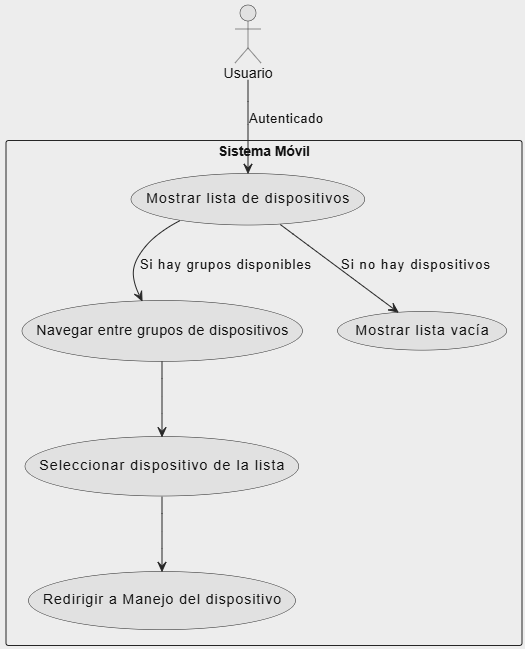 Usuario
Autenticado
Sistema Móvil
Mostrar lista de dispositivos
Si hay grupos disponibles
Si no hay dispositivos
Navegar entre grupos de dispositivos
Mostrar lista vacía
Seleccionar dispositivo de la lista
Redirigir a Manejo del dispositivo